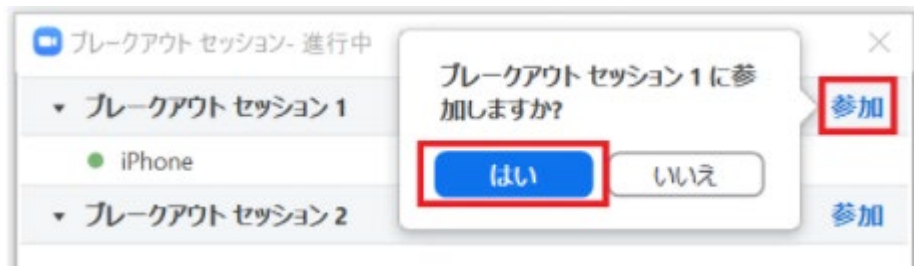 ブレークアウト セッション- 進行中
ブレークアウト セッション 1 に参
加しますか?
はい
いいえ
ブレークアウト セッション 1
参加
iPhone
ブレークアウト セッション 2
参加